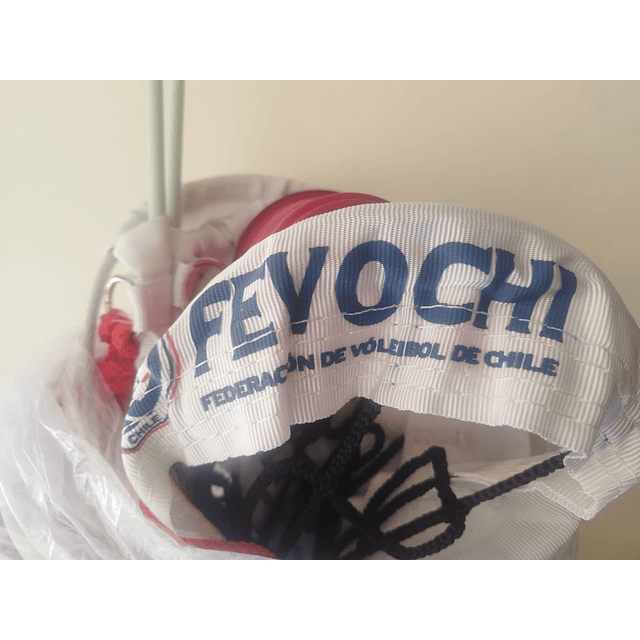 FEVOCHI
FEDERACIÓN DE VÓLEIBOL DE CHILE
CHILE